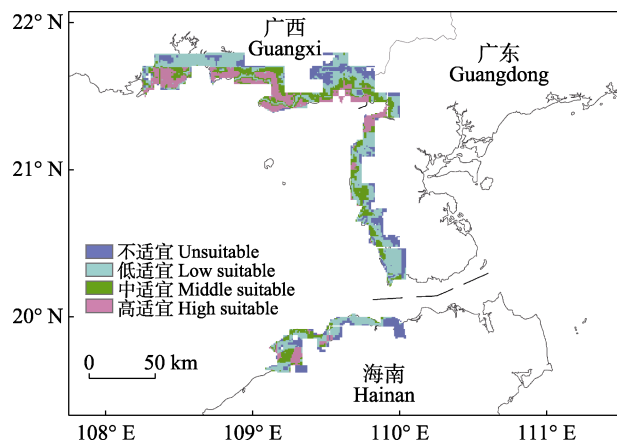 22° N
广西
Guangxi
广东
Guangdong
21° N
不适宜 Unsuitable
低适宜 Low suitable
中适宜 Middle suitable
高适宜 High suitable
20° N
0 50 km
海南
Hainan
108° E 109° E 110° E 111° E